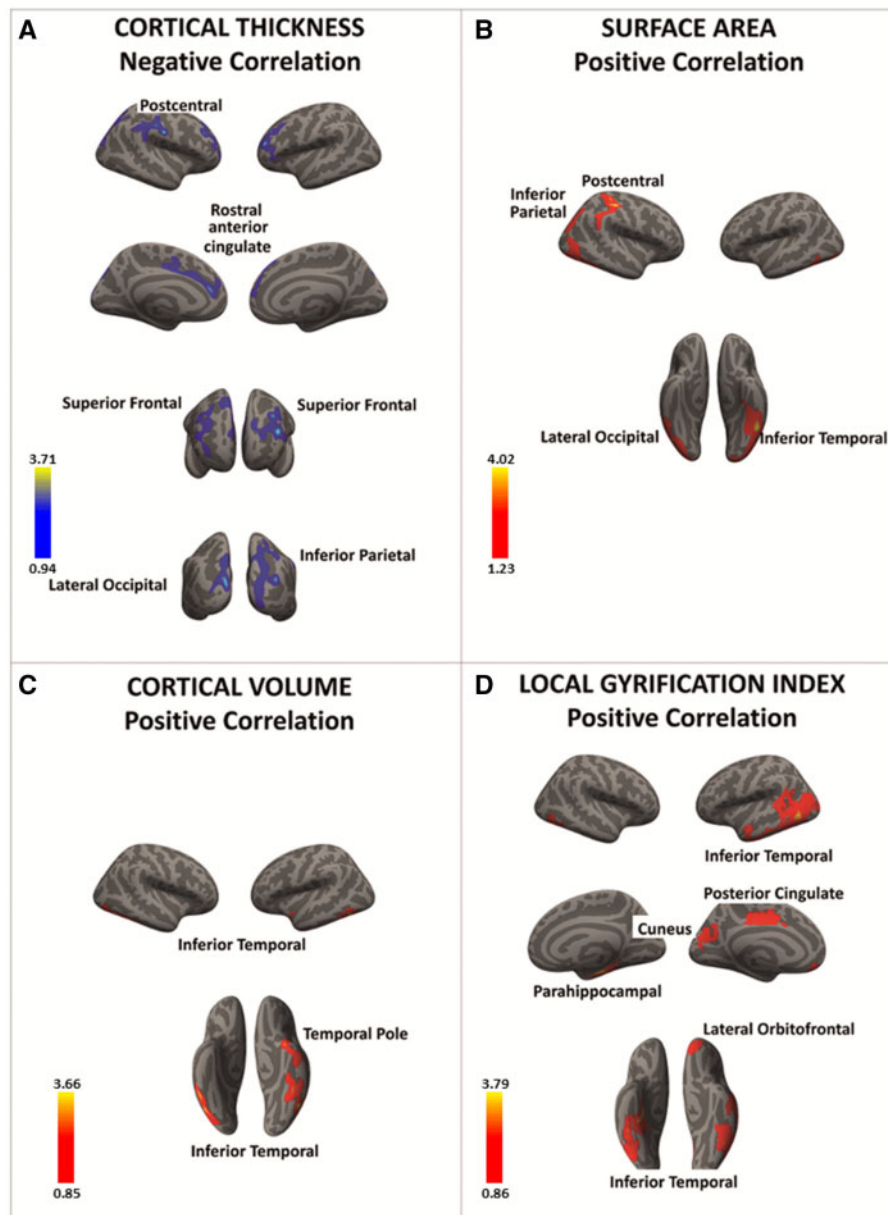 A
CORTICAL THICKNESS
Negative Correlation
Postcentral
Rostral
anterior
cingulate
Superior Frontal
Superior Frontal
3.71
0.94
Inferior Parietal
Lateral Occipital
B
SURFACE AREA
Positive Correlation
Postcentral
Inferior
Parietal
Lateral Occipital
Inferior Temporal
4.02
1.23
C
CORTICAL VOLUME
Positive Correlation
Inferior Temporal
Temporal Pole
3.66
0.85
Inferior Temporal
D
LOCAL GYRIFICATION INDEX
Positive Correlation
Inferior Temporal
Posterior Cingulate
Cuneus
Parahippocampal
Lateral Orbitofrontal
3.79
0.86
Inferior Temporal